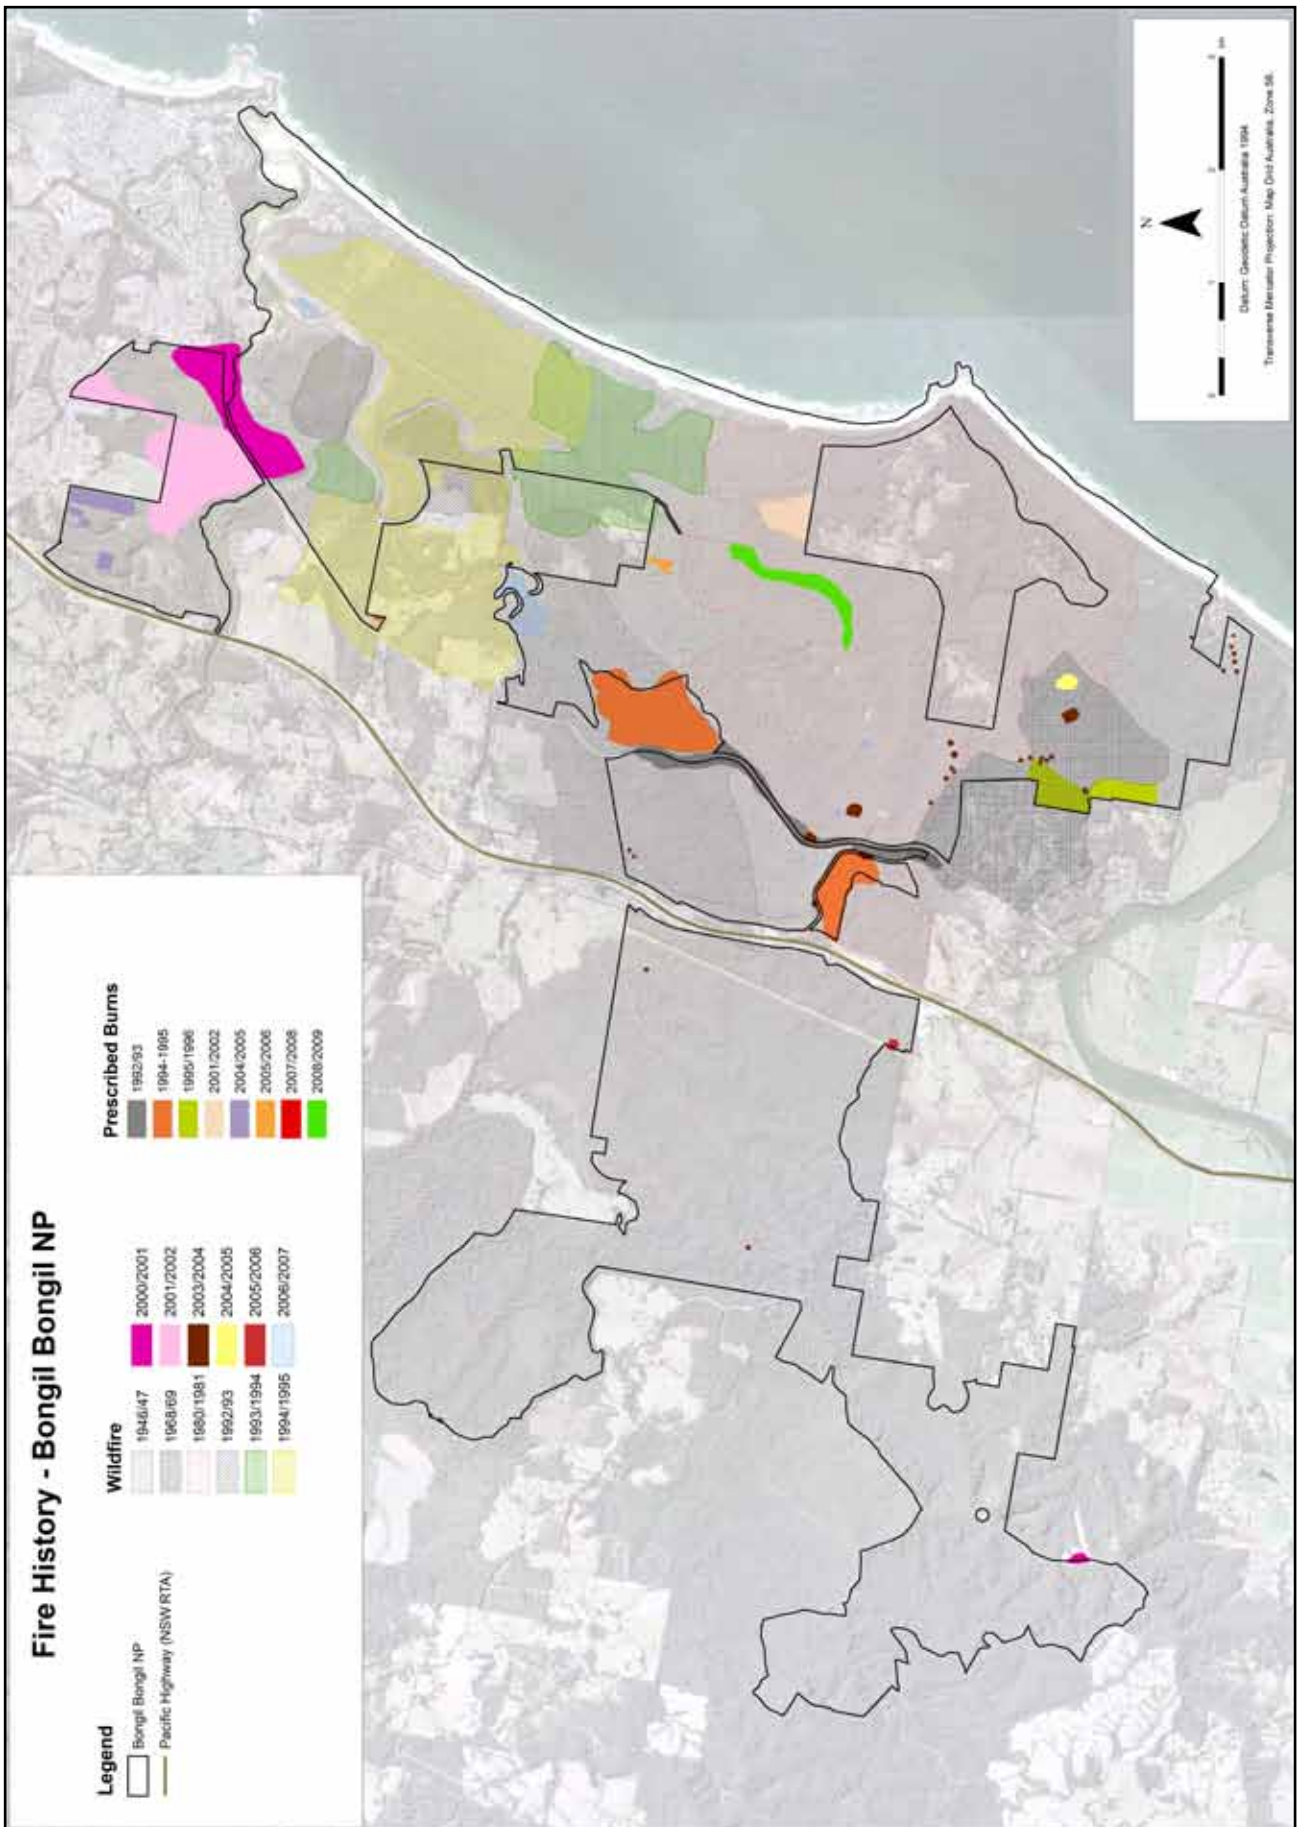 Fire History - Bongil Bongil NP
Legend
Bongil Bongil NP
Pacific Highway (NSW RTA)
Wildfire
1946/47
1968/69
1980/1981
1992/93
1993/1994
1994/1995
2000/2001
2001/2002
2003/2004
2004/2005
2005/2006
2006/2007
Prescribed Burns
1992/93
1994-1995
1995/1996
2001/2002
2004/2005
2005/2006
2007/2008
2008/2009
N
0
1
2
Datum: Geodetic Datum Australia 1994
Transverse Mercator Projection: Map Grid Australia, Zone 56.